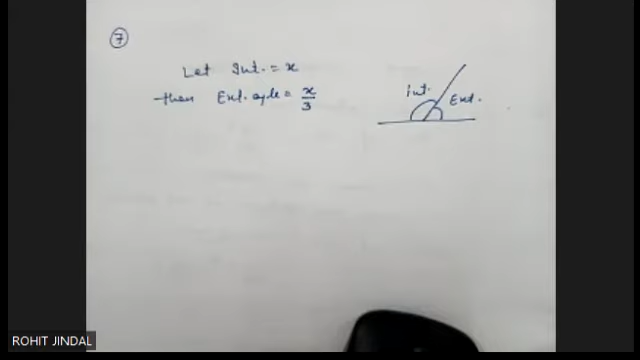 7
Let Int. = x
then Ext. angle = x/3
Int.
Ext.
ROHIT JINDAL